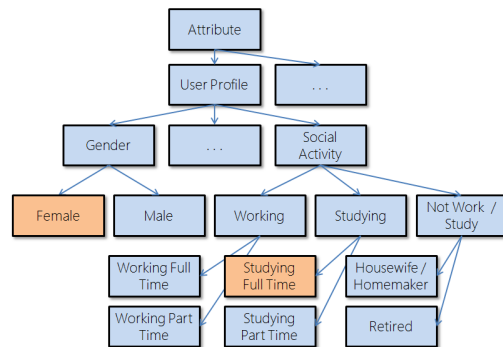 Attribute
User Profile
. . .
Gender
. . .
Social
Activity
Female
Male
Working
Studying
Not Work /
Study
Working Full
Time
Studying
Full Time
Housewife /
Homemaker
Working Part
Time
Studying
Part Time
Retired